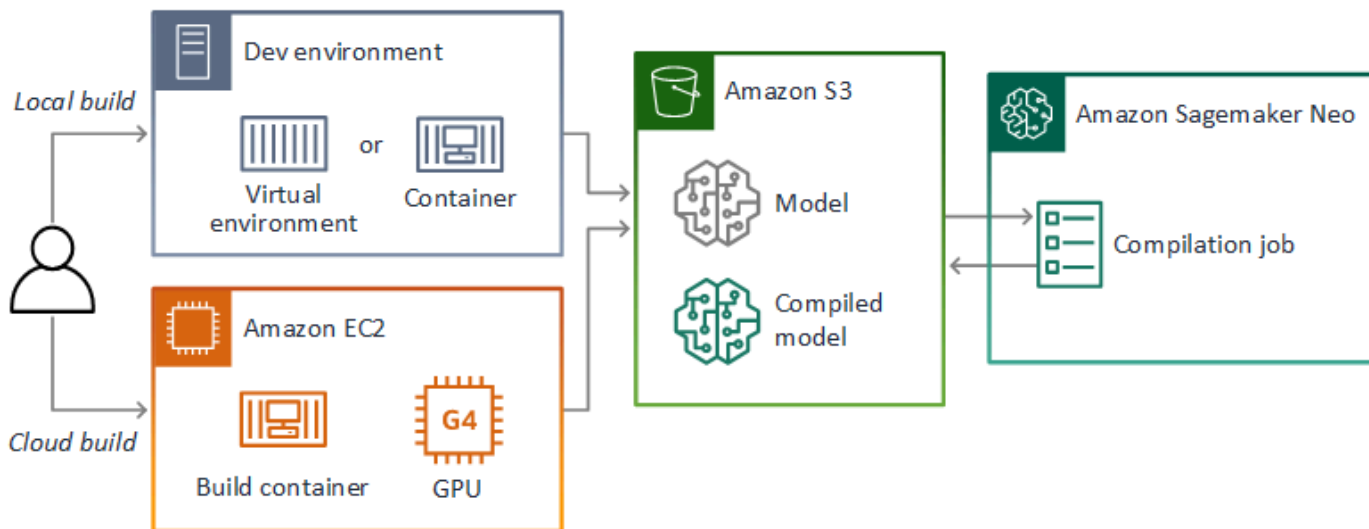 Local build
Dev environment
Virtual
environment
or
Container
Cloud build
Amazon EC2
Build container
G4
GPU
Amazon S3
Model
Compiled
model
Amazon Sagemaker Neo
Compilation job